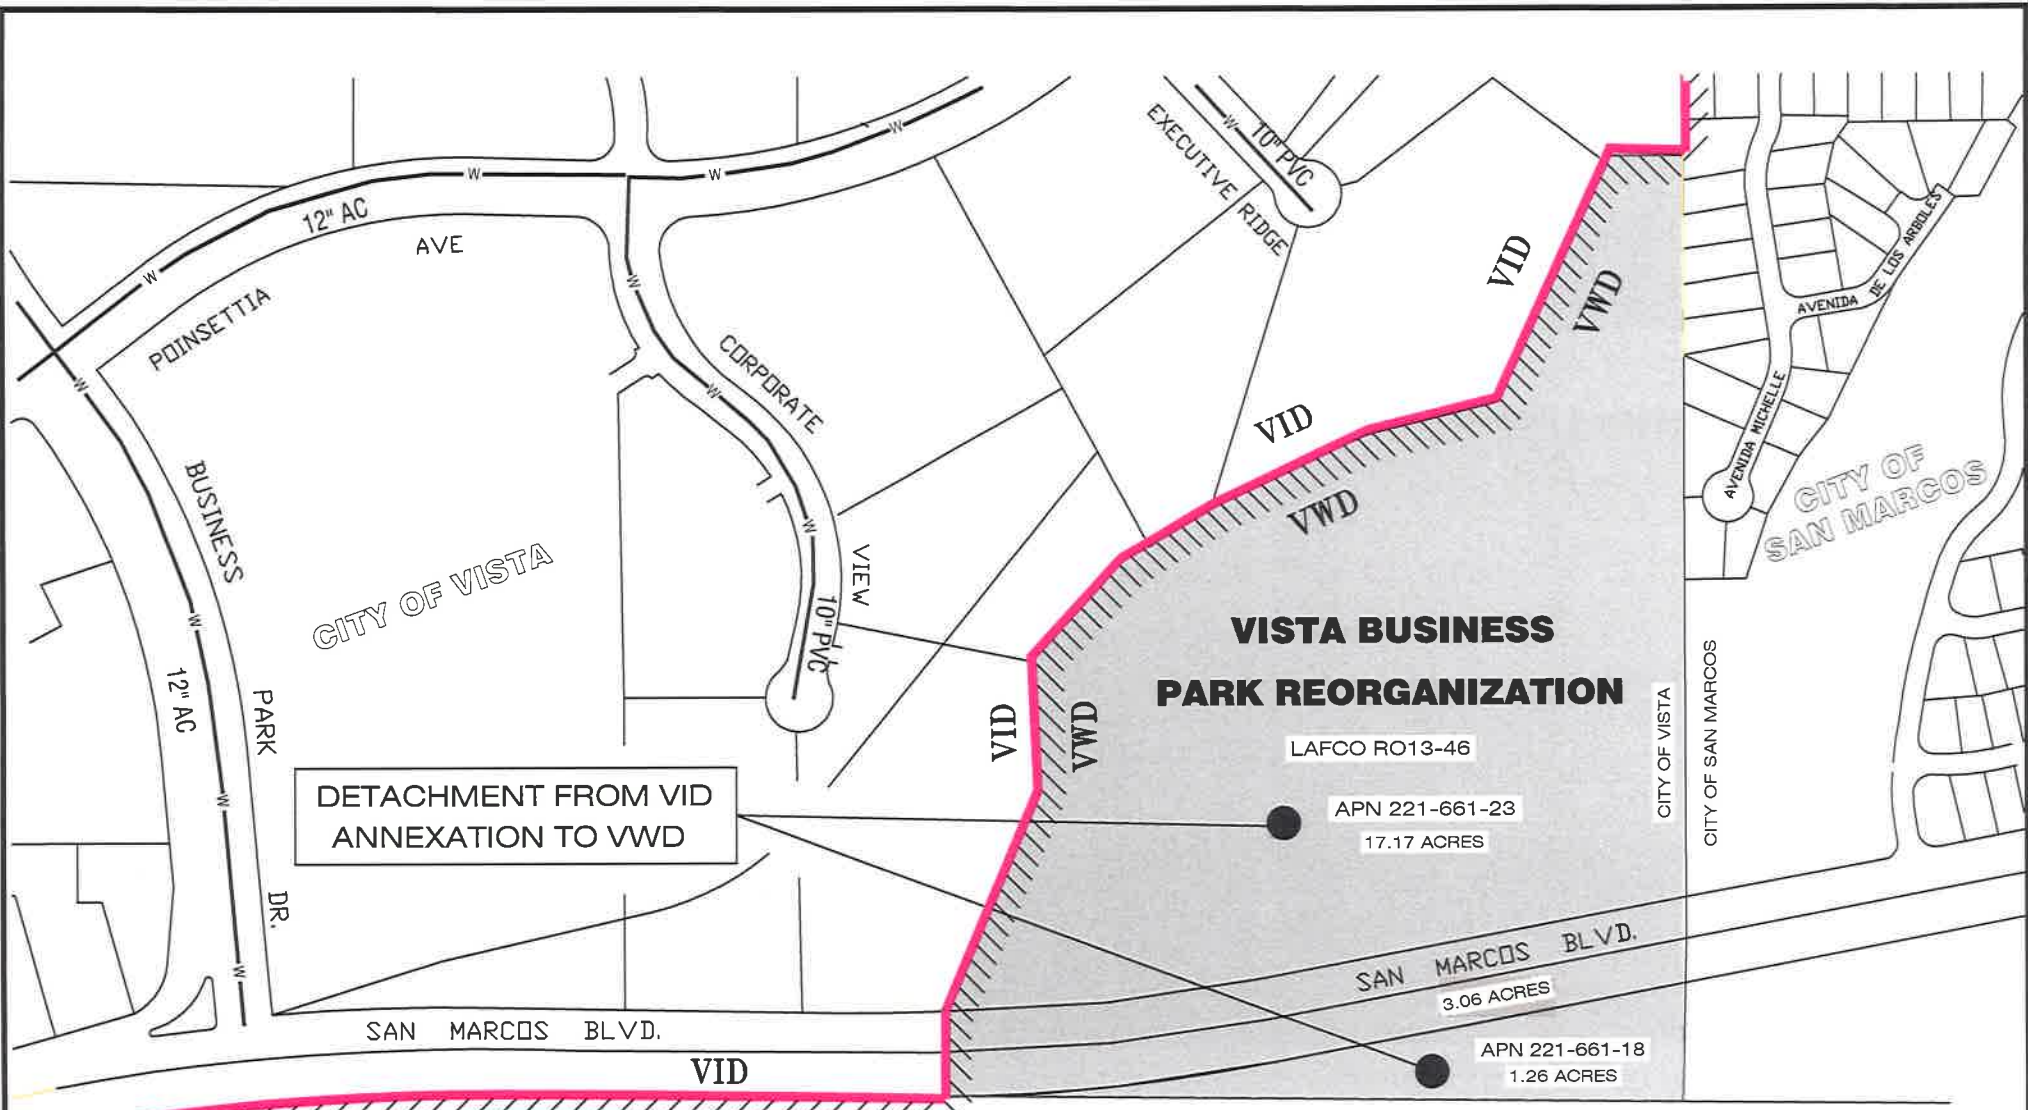 EXECUTIVE RIDGE
10" PVC
W
W
W
W
12" AC
AVE
POINSETTIA
W
W
W
CORPORATE
VIEW
W
W
10" PVC
BUSINESS
PARK
DR.
12" AC
W
W
W
CITY OF VISTA
VID
VWD
VID
VWD
VID
VWD
AVENIDA
DE LOS ARBOLES
AVENIDA MICHELLE
CITY OF
SAN MARCOS
VISTA BUSINESS
PARK REORGANIZATION
LAFCO RO13-46
APN 221-661-23
17.17 ACRES
CITY OF VISTA
CITY OF SAN MARCOS
DETACHMENT FROM VID
ANNEXATION TO VWD
SAN MARCOS BLVD.
3.06 ACRES
SAN MARCOS BLVD.
VID
APN 221-661-18
1.26 ACRES